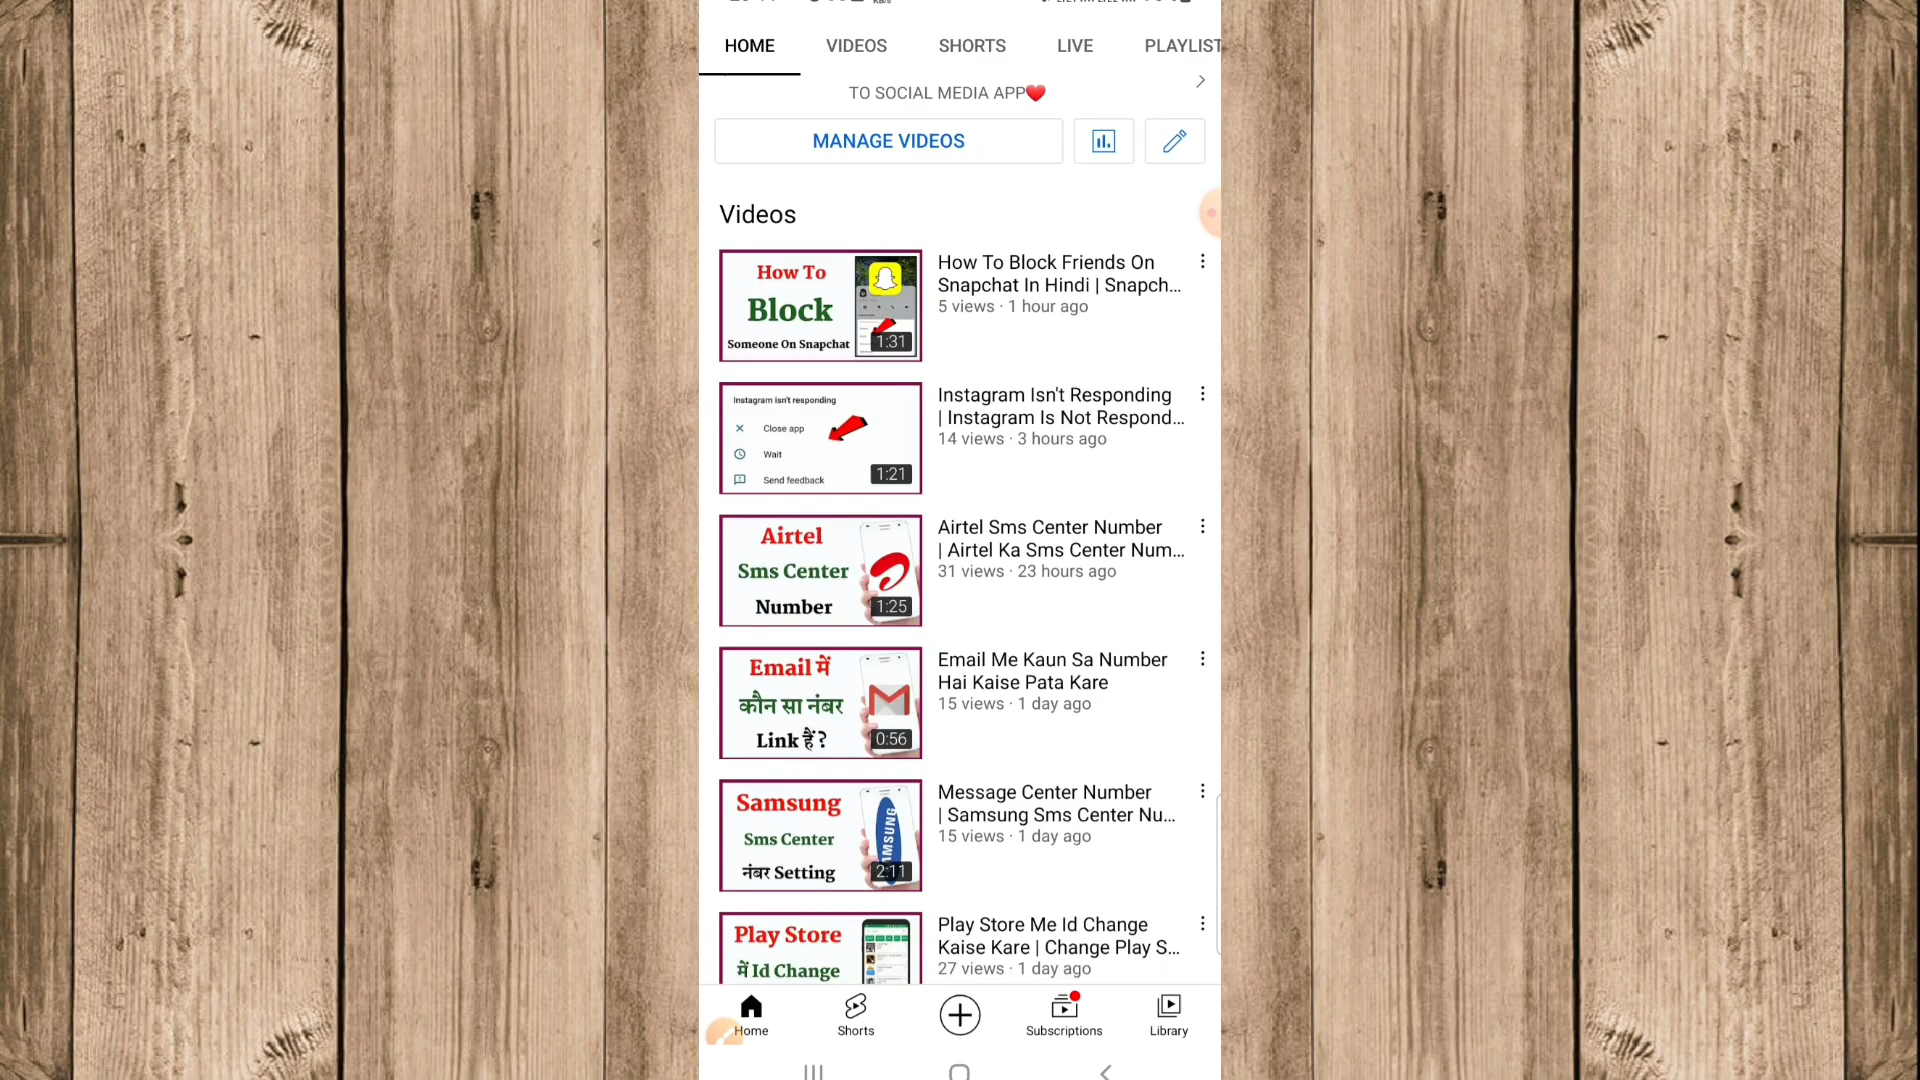 HOME VIDEOS SHORTS LIVE PLAYLIST
TO SOCIAL MEDIA APP❤️
MANAGE VIDEOS
Videos
How To
Block
Someone On Snapchat
1:31
How To Block Friends On
Snapchat In Hindi | Snapch...
5 views · 1 hour ago
Instagram isn't responding
Close app
Wait
Send feedback
1:21
Instagram Isn't Responding
| Instagram Is Not Respond...
14 views · 3 hours ago
Airtel
Sms Center
Number
1:25
Airtel Sms Center Number
| Airtel Ka Sms Center Num...
31 views · 23 hours ago
Email में
कौन सा नंबर
Link हैं?
0:56
Email Me Kaun Sa Number
Hai Kaise Pata Kare
15 views · 1 day ago
Samsung
Sms Center
नंबर Setting
2:11
Message Center Number
| Samsung Sms Center Nu...
15 views · 1 day ago
Play Store
में Id Change
Play Store Me Id Change
Kaise Kare | Change Play S...
27 views · 1 day ago
Home Shorts Subscriptions Library